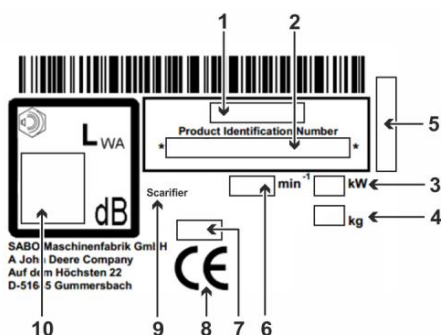 1 2
5
L WA
Product Identification Number
* *
min -1 kW 3
Scarifier
kg 4
dB
SABO Maschinenfabrik GmbH
A John Deere Company
Auf dem Höchsten 22
D-51645 Gummersbach
CE
10 9 8 7 6